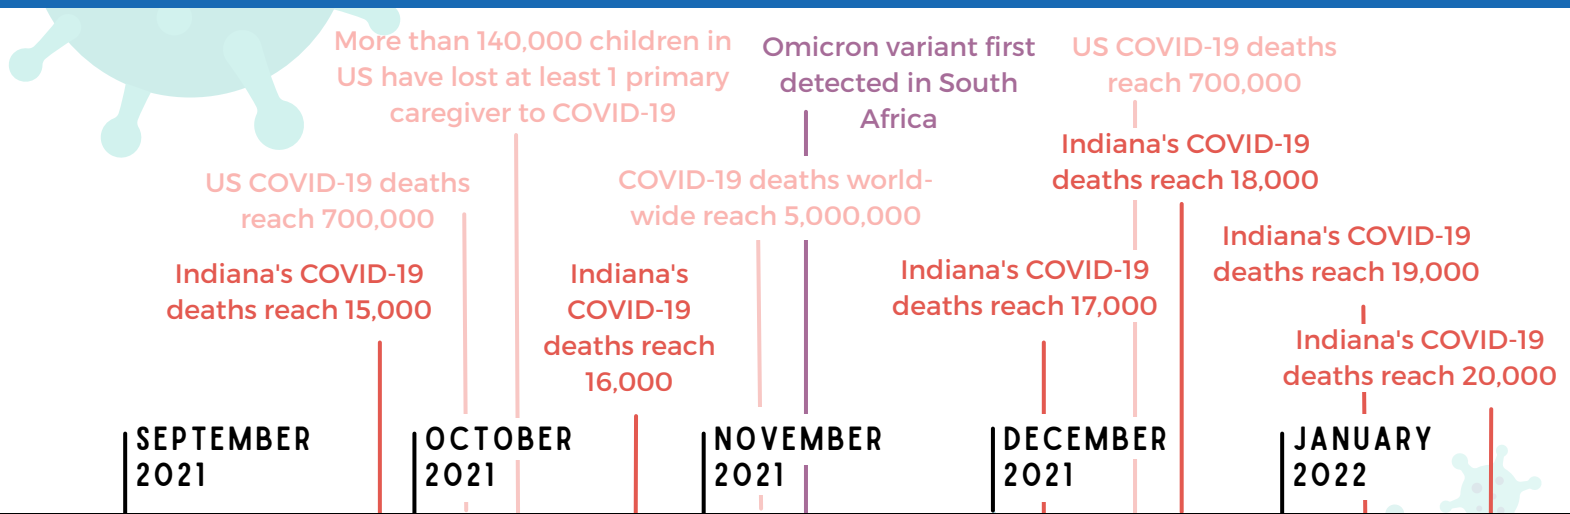 More than 140,000 children in
US have lost at least 1 primary
caregiver to COVID-19
Omicron variant first
detected in South
Africa
US COVID-19 deaths
reach 700,000
Indiana's COVID-19
deaths reach 18,000
US COVID-19 deaths
reach 700,000
COVID-19 deaths world-
wide reach 5,000,000
Indiana's COVID-19
deaths reach 19,000
Indiana's COVID-19
deaths reach 15,000
Indiana's
COVID-19
deaths reach
16,000
Indiana's COVID-19
deaths reach 17,000
Indiana's COVID-19
deaths reach 20,000
SEPTEMBER
2021
OCTOBER
2021
NOVEMBER
2021
DECEMBER
2021
JANUARY
2022